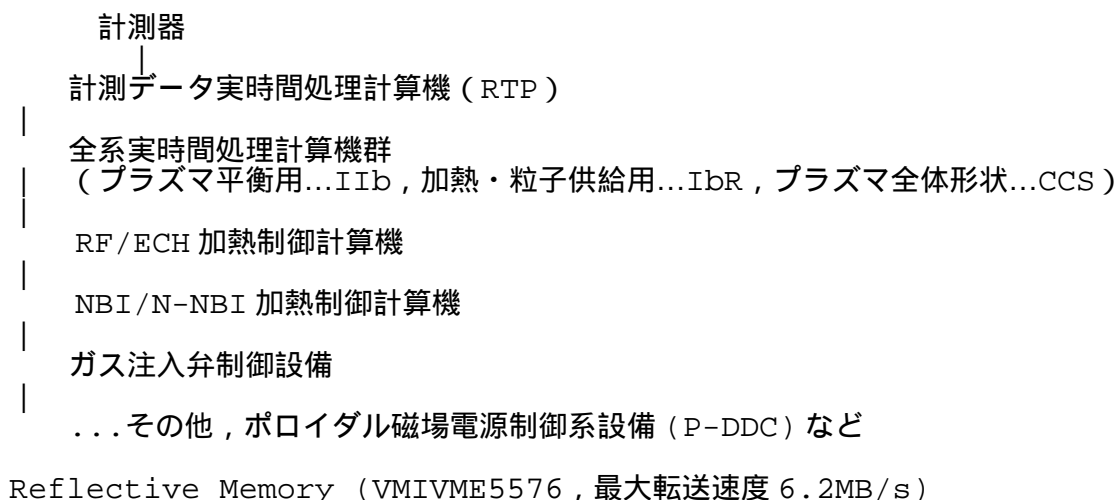 計測器
|
計測データ実時間処理計算機(RTP)
|
全系実時間処理計算機群
| (プラズマ平衡用…IIb,加熱・粒子供給用…IbR,プラズマ全体形状…CCS)
|
RF/ECH 加熱制御計算機
|
NBI/N-NBI 加熱制御計算機
|
ガス注入弁制御設備
|
...その他,ポロイダル磁場電源制御系設備(P-DDC)など
Reflective Memory (VMIVME5576,最大転送速度 6.2MB/s)